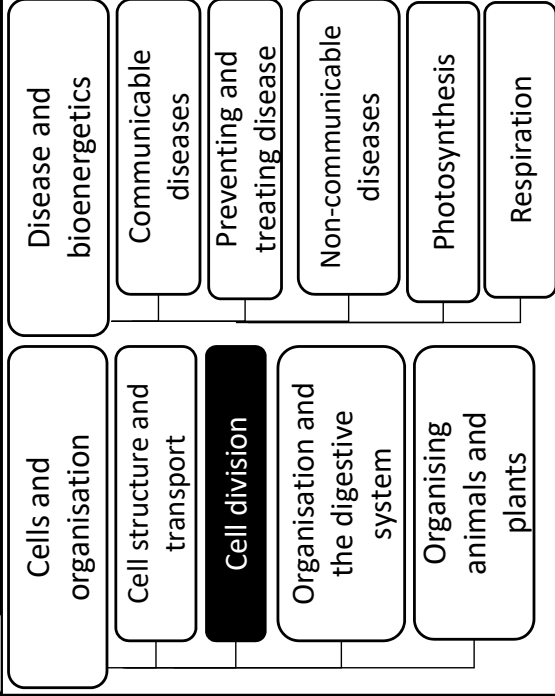 Cells and
organisation
Cell structure and
transport
Cell division
Organisation and
the digestive
system
Organising
animals and
plants
Disease and
bioenergetics
Communicable
diseases
Preventing and
treating disease
Non-communicable
diseases
Photosynthesis
Respiration